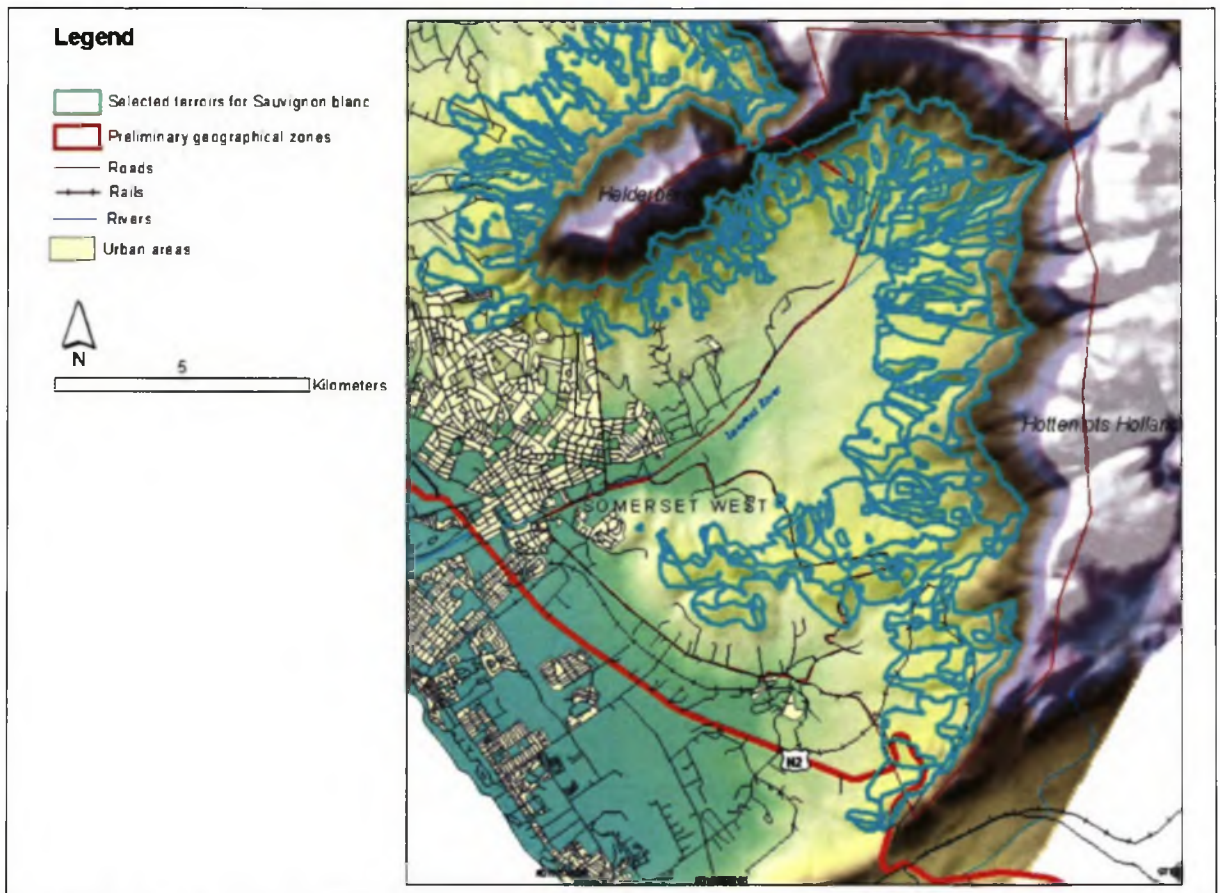 Legend
Selected terroirs for Sauvignon blanc
Preliminary geographical zones
Roads
Rails
Rivers
Urban areas
N
5
Kilometers
Helderberg
Hottentots Holland
River
SOMERSET WEST
N2